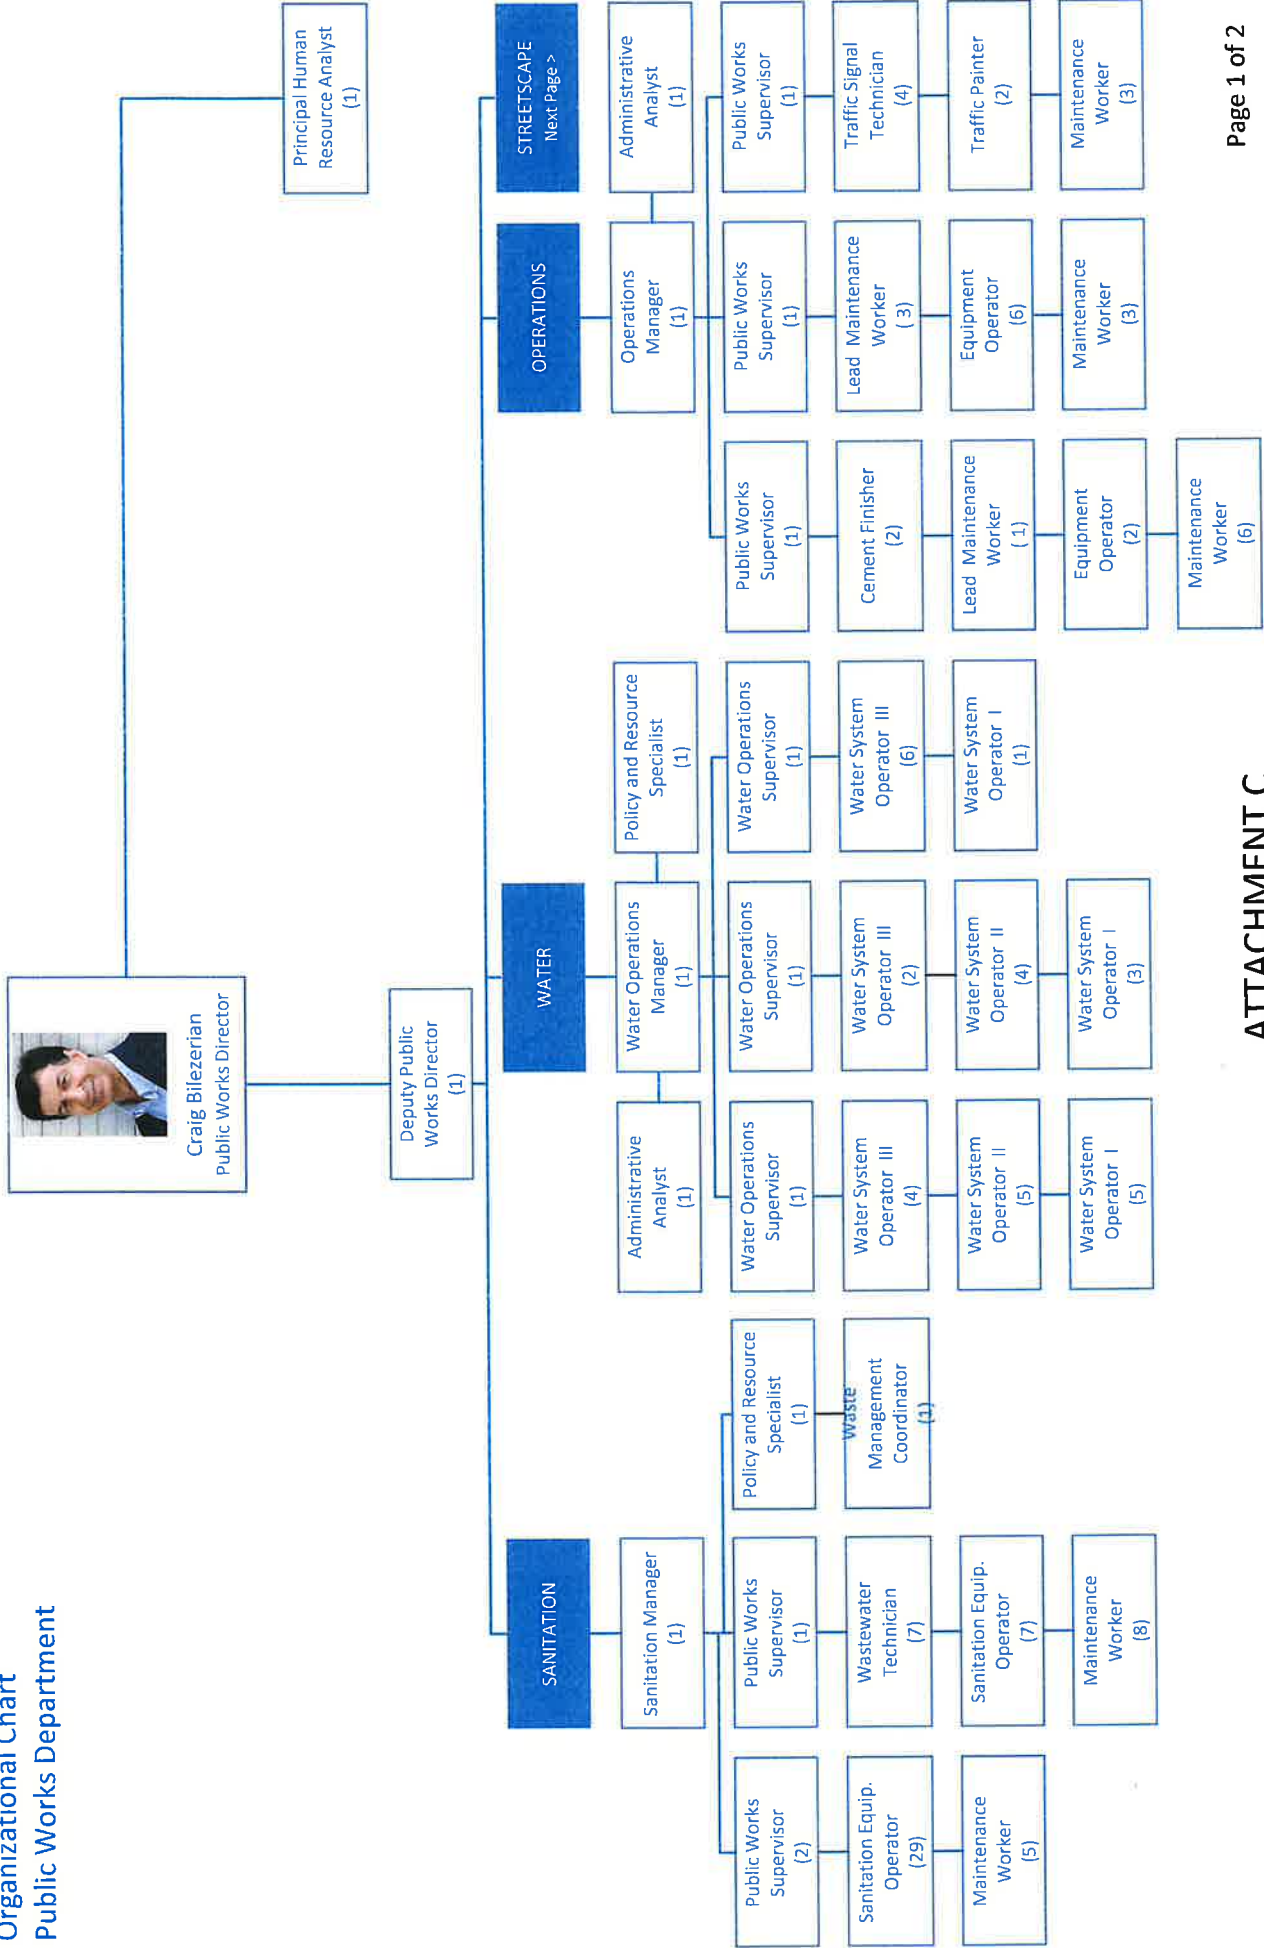 Organizational Chart
Public Works Department
Craig Bilezerian
Public Works Director
Principal Human
Resource Analyst
(1)
Deputy Public
Works Director
(1)
SANITATION
Sanitation Manager
(1)
Public Works
Supervisor
(2)
Sanitation Equip.
Operator
(29)
Maintenance
Worker
(5)
Public Works
Supervisor
(1)
Wastewater
Technician
(7)
Sanitation Equip.
Operator
(7)
Maintenance
Worker
(8)
Policy and Resource
Specialist
(1)
Waste
Management
Coordinator
(1)
WATER
Administrative
Analyst
(1)
Water Operations
Manager
(1)
Policy and Resource
Specialist
(1)
Water Operations
Supervisor
(1)
Water System
Operator III
(4)
Water System
Operator II
(5)
Water System
Operator I
(5)
Water Operations
Supervisor
(1)
Water System
Operator III
(2)
Water System
Operator II
(4)
Water System
Operator I
(3)
Water Operations
Supervisor
(1)
Water System
Operator III
(6)
Water System
Operator I
(1)
OPERATIONS
Operations
Manager
(1)
Administrative
Analyst
(1)
Public Works
Supervisor
(1)
Cement Finisher
(2)
Lead Maintenance
Worker
( 1)
Equipment
Operator
(2)
Maintenance
Worker
(6)
Public Works
Supervisor
(1)
Lead Maintenance
Worker
( 3)
Equipment
Operator
(6)
Maintenance
Worker
(3)
Public Works
Supervisor
(1)
Traffic Signal
Technician
(4)
Traffic Painter
(2)
Maintenance
Worker
(3)
STREETSCAPE
Next Page >
ATTACHMENT C
Page 1 of 2